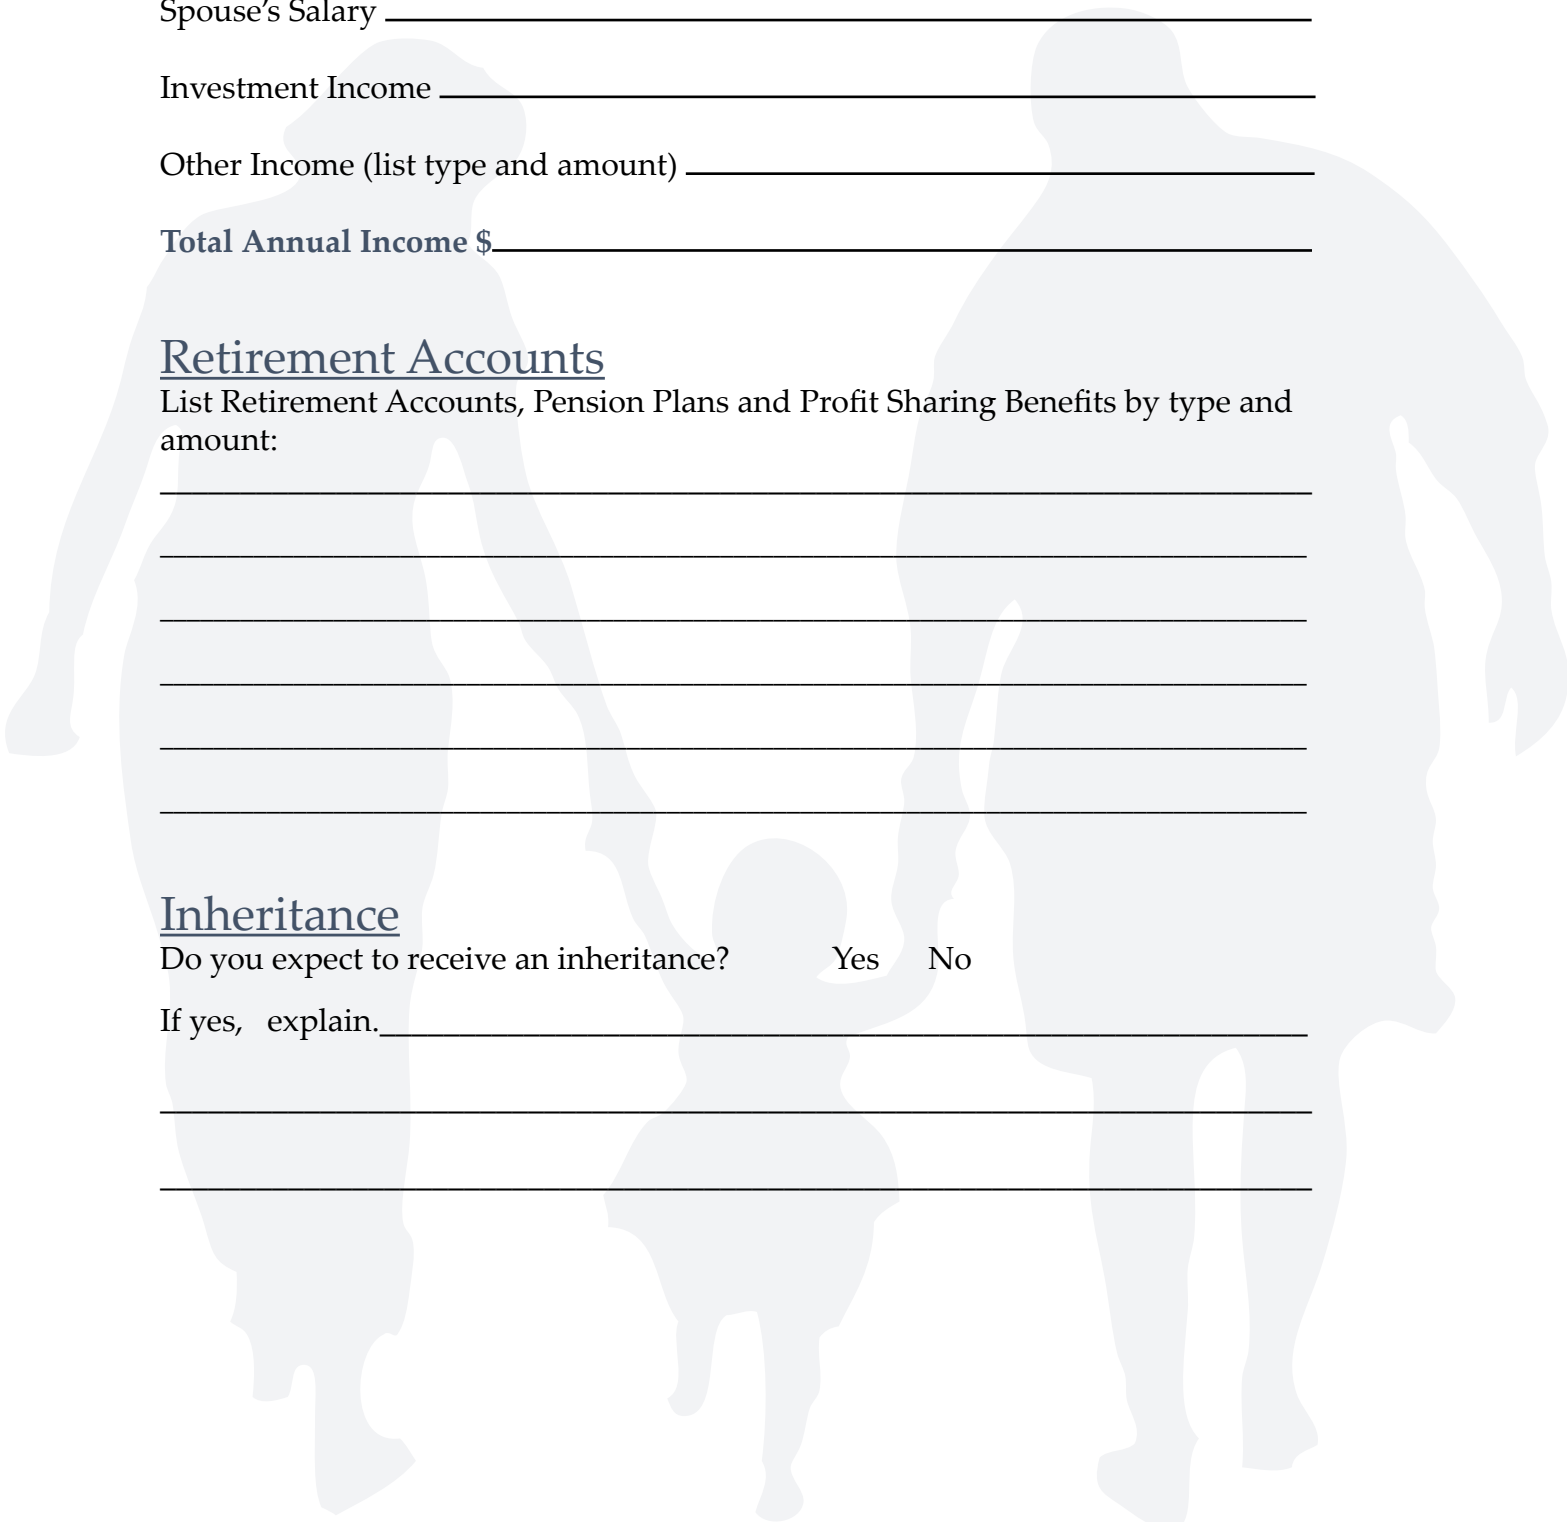 Spouse's Salary
Investment Income
Other Income (list type and amount)
Total Annual Income $
Retirement Accounts
List Retirement Accounts, Pension Plans and Profit Sharing Benefits by type and
amount:
Inheritance
Do you expect to receive an inheritance? Yes No
If yes, explain.